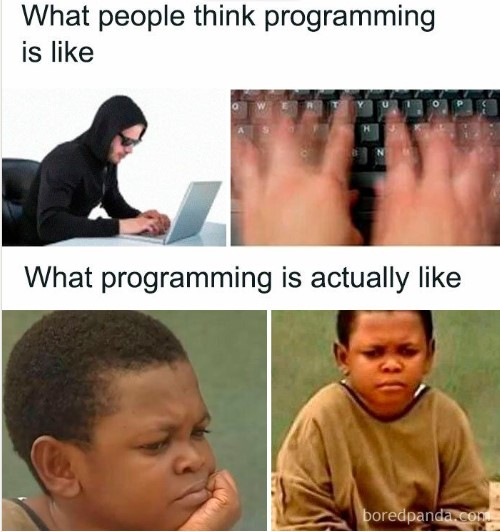 What people think programming
is like
What programming is actually like
boredpanda.com